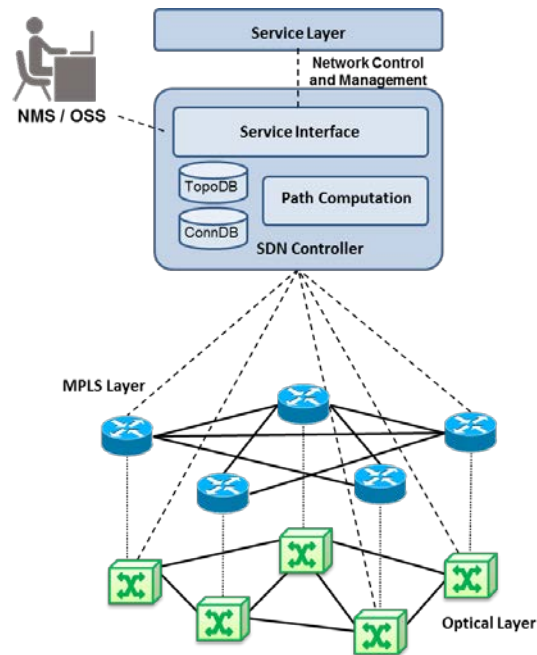 Service Layer
Network Control
and Management
NMS / OSS
Service Interface
TopoDB
Path Computation
ConnDB
SDN Controller
MPLS Layer
Optical Layer